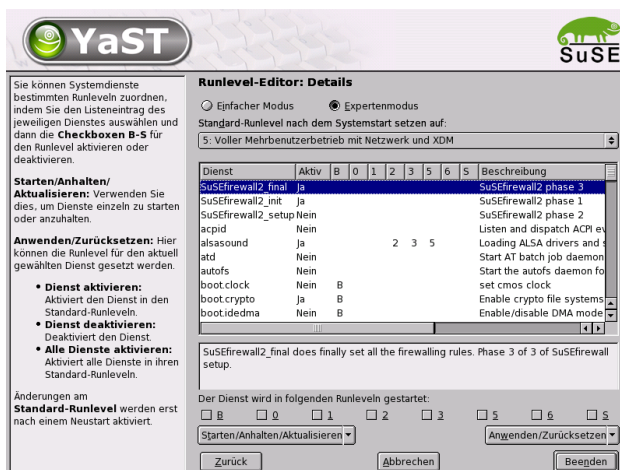 YaST
SuSE
Sie können Systemdienste
bestimmten Runleveln zuordnen,
indem Sie den Listeneintrag des
jeweiligen Dienstes auswählen und
dann die Checkboxen B-S für
den Runlevel aktivieren oder
deaktivieren.
Starten/Anhalten/
Aktualisieren: Verwenden Sie
dies, um Dienste einzeln zu starten
oder anzuhalten.
Anwenden/Zurücksetzen: Hier
können die Runlevel für den aktuell
gewählten Dienst gesetzt werden.
• Dienst aktivieren:
Aktiviert den Dienst in den
Standard-Runleveln.
• Dienst deaktivieren:
Deaktiviert den Dienst.
• Alle Dienste aktivieren:
Aktiviert alle Dienste in ihren
Standard-Runleveln.
Änderungen am
Standard-Runlevel werden erst
nach einem Neustart aktiviert.
Runlevel-Editor: Details
Einfacher Modus Expertenmodus
Standard-Runlevel nach dem Systemstart setzen auf:
5: Voller Mehrbenutzerbetrieb mit Netzwerk und XDM
Dienst Aktiv B 0 1 2 3 5 6 S Beschreibung
SuSEfirewall2_final Ja SuSEfirewall2 phase 3
SuSEfirewall2_init Ja SuSEfirewall2 phase 1
SuSEfirewall2_setup Nein SuSEfirewall2 phase 2
acpid Nein Listen and dispatch ACPI ev
alsasound Ja 2 3 5 Loading ALSA drivers and s
atd Nein Start AT batch job daemon
autofs Nein Start the autofs daemon fo
boot.clock Nein B set cmos clock
boot.crypto Ja B Enable crypto file systems
boot.idedma Nein B Enable/disable DMA mode
SuSEfirewall2_final does finally set all the firewalling rules. Phase 3 of 3 of SuSEfirewall
setup.
Der Dienst wird in folgenden Runleveln gestartet:
B 0 1 2 3 5 6 S
Starten/Anhalten/Aktualisieren Anwenden/Zurücksetzen
Zurück Abbrechen Beenden